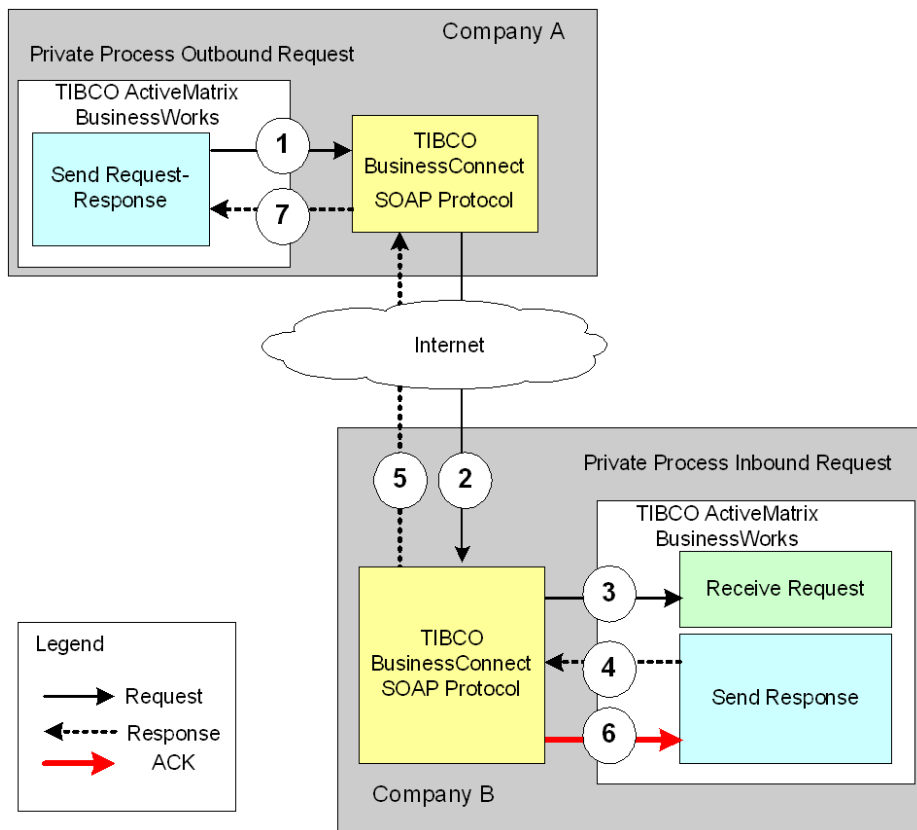 Company A
Private Process Outbound Request
TIBCO ActiveMatrix
BusinessWorks
Send Request-
Response
1
7
TIBCO
BusinessConnect
SOAP Protocol
Internet
5
2
Private Process Inbound Request
TIBCO ActiveMatrix
BusinessWorks
TIBCO
BusinessConnect
SOAP Protocol
3
Receive Request
4
Send Response
6
Company B
Legend
Request
Response
ACK